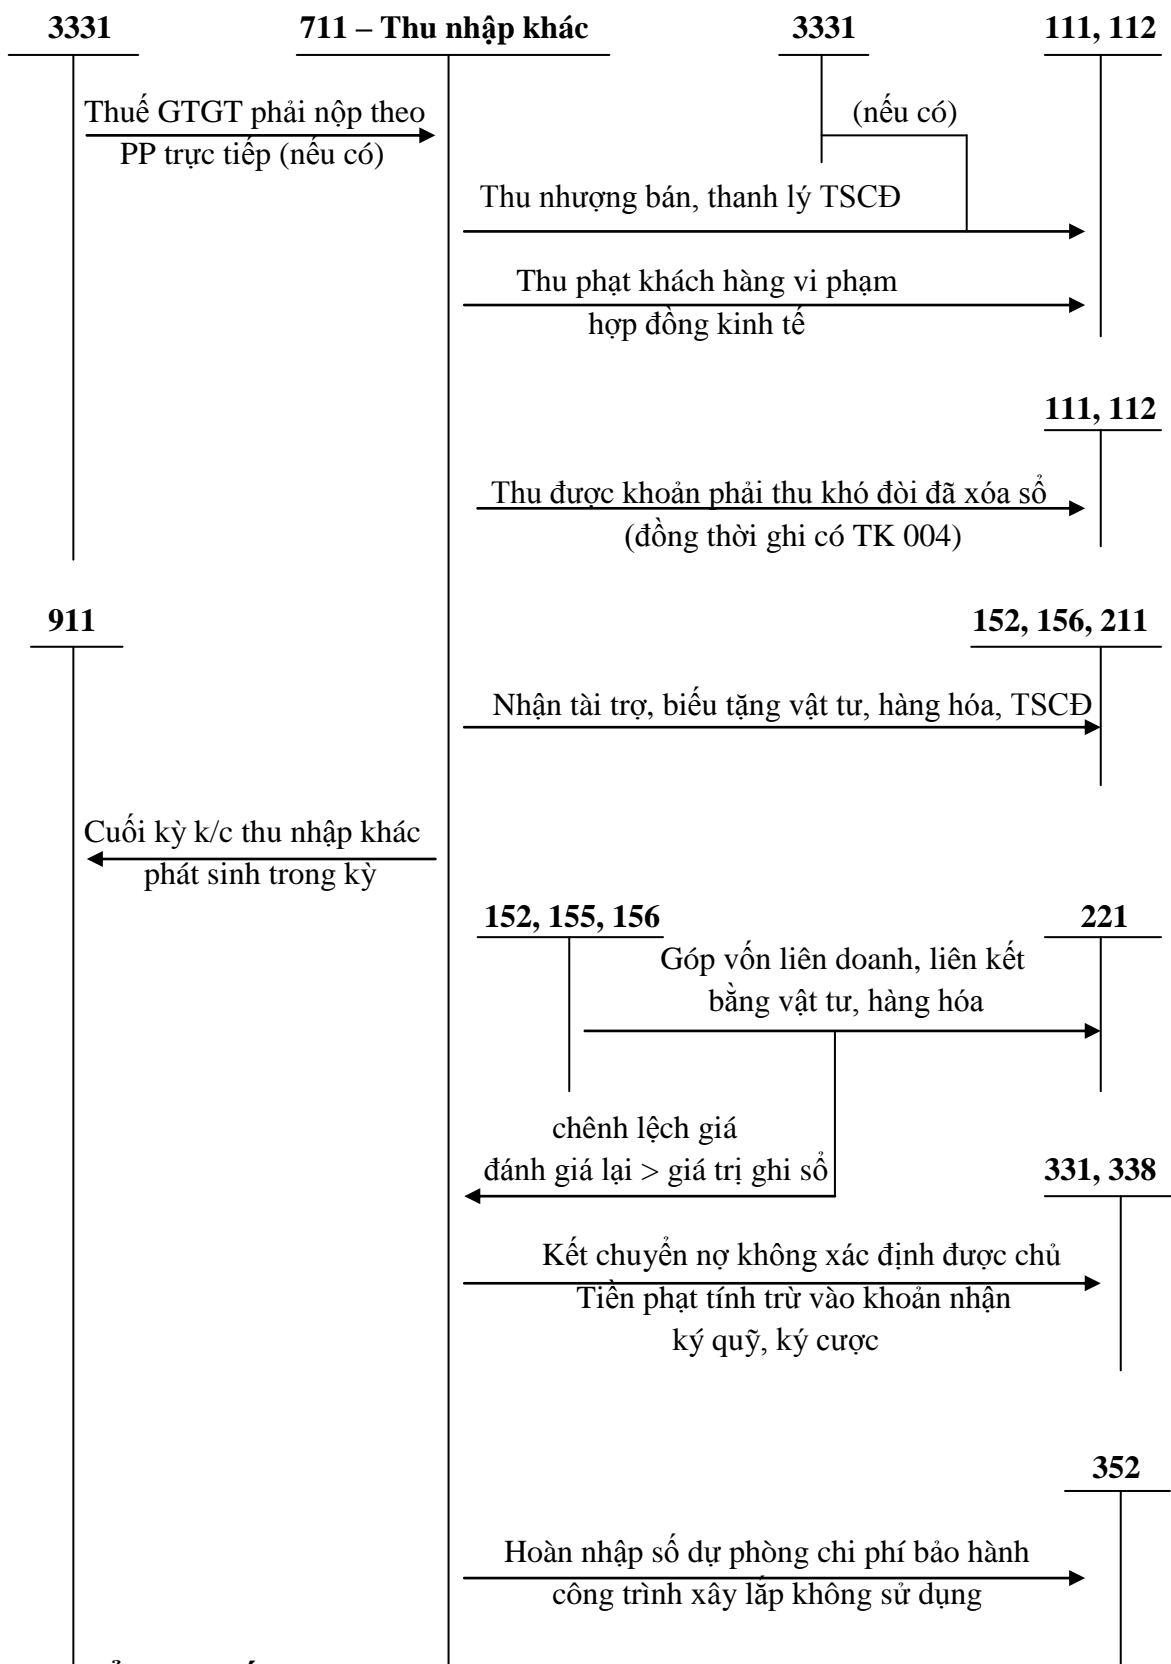 3331
711 – Thu nhập khác
3331
111, 112
Thuế GTGT phải nộp theo
PP trực tiếp (nếu có)
(nếu có)
Thu nhượng bán, thanh lý TSCĐ
Thu phạt khách hàng vi phạm
hợp đồng kinh tế
111, 112
Thu được khoản phải thu khó đòi đã xóa sổ
(đồng thời ghi có TK 004)
911
152, 156, 211
Nhận tài trợ, biếu tặng vật tư, hàng hóa, TSCĐ
Cuối kỳ k/c thu nhập khác
phát sinh trong kỳ
152, 155, 156
221
Góp vốn liên doanh, liên kết
bằng vật tư, hàng hóa
chênh lệch giá
đánh giá lại > giá trị ghi sổ
331, 338
Kết chuyển nợ không xác định được chủ
Tiền phạt tính trừ vào khoản nhận
ký quỹ, ký cược
352
Hoàn nhập số dự phòng chi phí bảo hành
công trình xây lắp không sử dụng